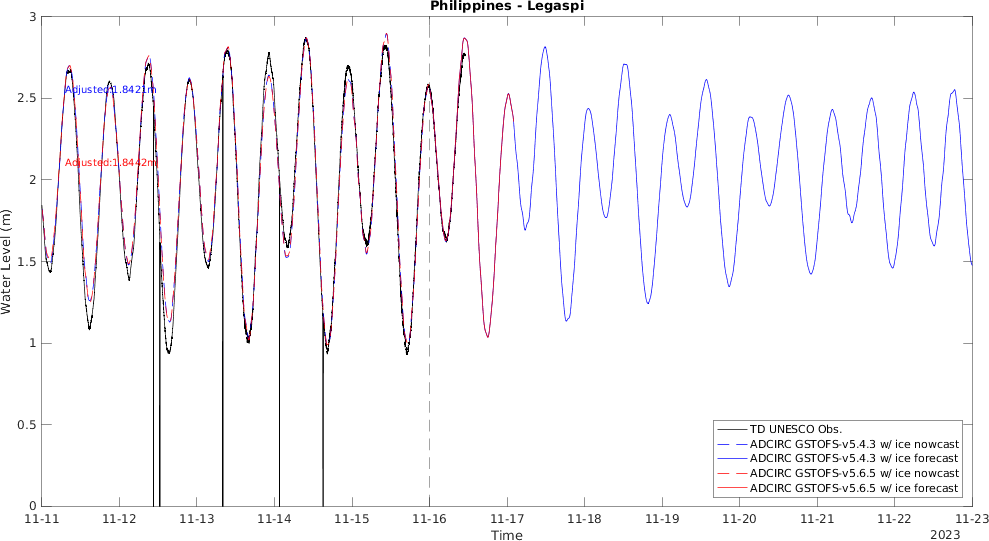 Philippines - Legaspi
3
2.5
2
1.5
1
0.5
0
Water Level (m)
Adjusted:1.8421m
Adjusted:1.8442m
TD UNESCO Obs.
ADCIRC GSTOFS-v5.4.3 w/ ice nowcast
ADCIRC GSTOFS-v5.4.3 w/ ice forecast
ADCIRC GSTOFS-v5.6.5 w/ ice nowcast
ADCIRC GSTOFS-v5.6.5 w/ ice forecast
11-11 11-12 11-13 11-14 11-15 11-16 11-17 11-18 11-19 11-20 11-21 11-22 11-23
Time
2023